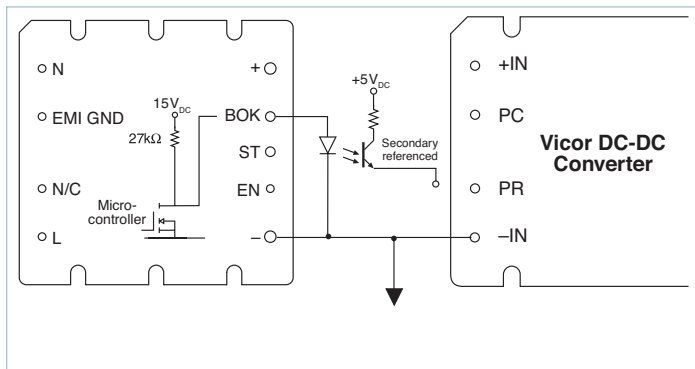 N
EMI GND
N/C
L
15VDC
27kΩ
Micro-
controller
+
BOK
ST
EN
–
+5VDC
Secondary
referenced
+IN
PC
PR
–IN
Vicor DC-DC
Converter